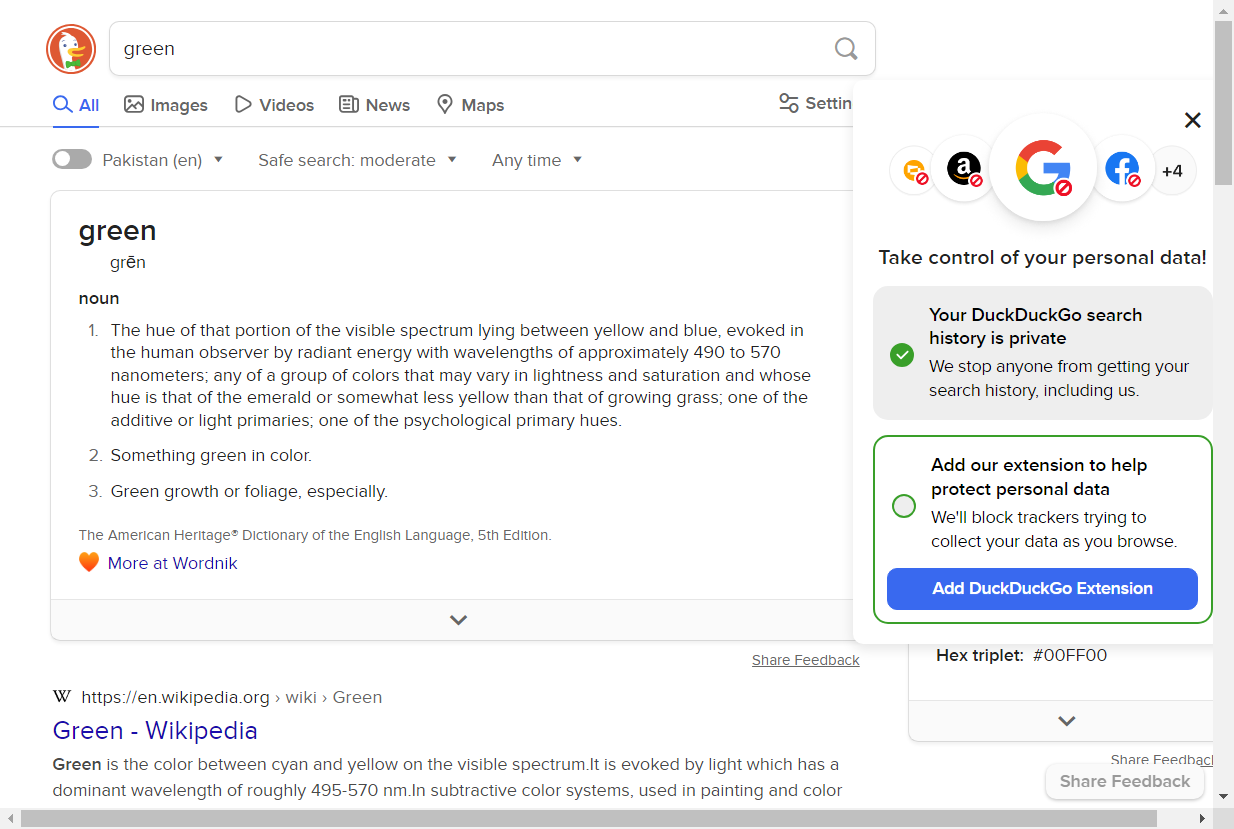 green
All
Images
Videos
News
Maps
Pakistan (en)
Safe search: moderate
Any time
green
grēn
noun
1. The hue of that portion of the visible spectrum lying between yellow and blue, evoked in
the human observer by radiant energy with wavelengths of approximately 490 to 570
nanometers; any of a group of colors that may vary in lightness and saturation and whose
hue is that of the emerald or somewhat less yellow than that of growing grass; one of the
additive or light primaries; one of the psychological primary hues.
2. Something green in color.
3. Green growth or foliage, especially.
The American Heritage® Dictionary of the English Language, 5th Edition.
More at Wordnik
Share Feedback
W https://en.wikipedia.org › wiki › Green
Green - Wikipedia
Green is the color between cyan and yellow on the visible spectrum.It is evoked by light which has a
dominant wavelength of roughly 495-570 nm.In subtractive color systems, used in painting and color
Settin
a
G
f
+4
Take control of your personal data!
Your DuckDuckGo search
history is private
We stop anyone from getting your
search history, including us.
Add our extension to help
protect personal data
We'll block trackers trying to
collect your data as you browse.
Add DuckDuckGo Extension
Hex triplet: #00FF00
Share Feedbac
Share Feedback